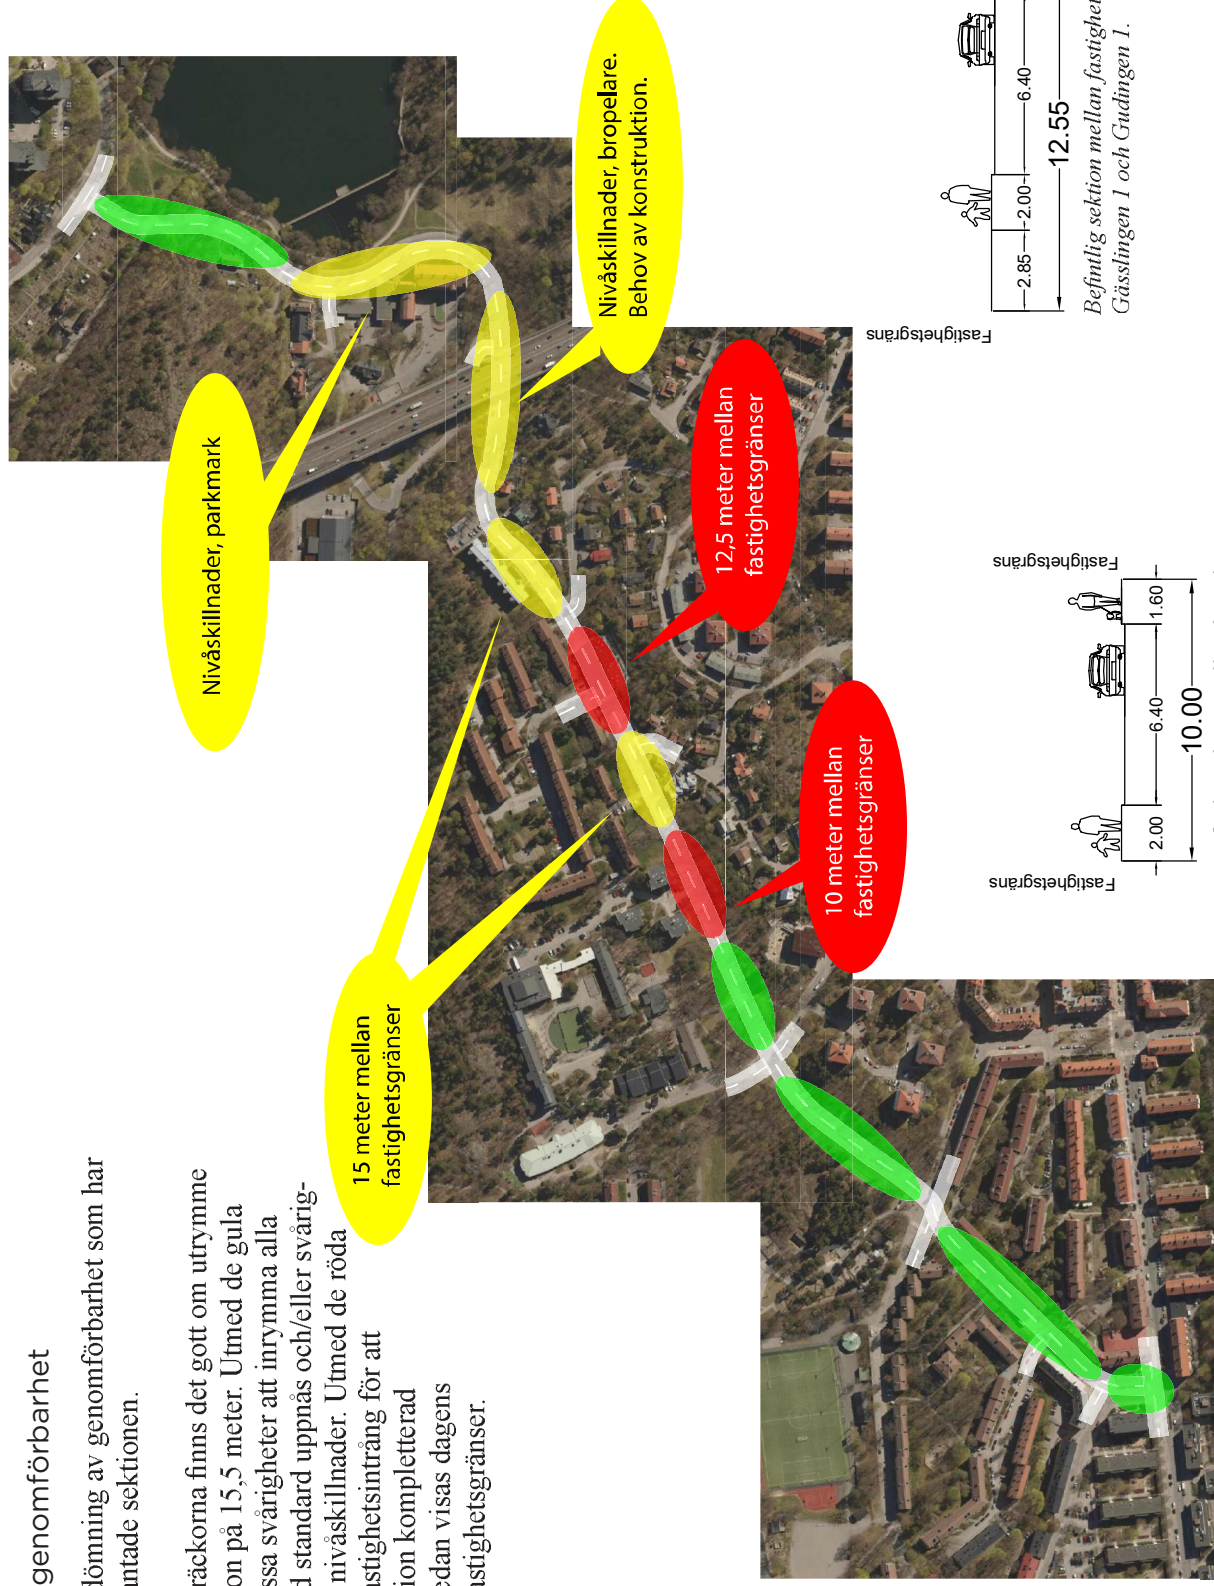 genomförbarhet
dömning av genomförbarhet som har
untade sektionen.
räckorna finns det gott om utrymme
on på 15,5 meter. Utmed de gula
ssa svårigheter att inrymma alla
d standard uppnås och/eller svårig-
nivåskillnader. Utmed de röda
astighetsintrång för att
ion kompletterad
edan visas dagens
astighetsgränser.
15 meter mellan
fastighetsgränser
Nivåskillnader, parkmark
Nivåskillnader, bropelare.
Behov av konstruktion.
12,5 meter mellan
fastighetsgränser
10 meter mellan
fastighetsgränser
Fastighetsgräns
2.00
6.40
1.60
10.00
Fastighetsgräns
Fastighetsgräns
2.85
2.00
6.40
12.55
Befintlig sektion mellan fastighe
Gässlingen 1 och Gudingen 1.